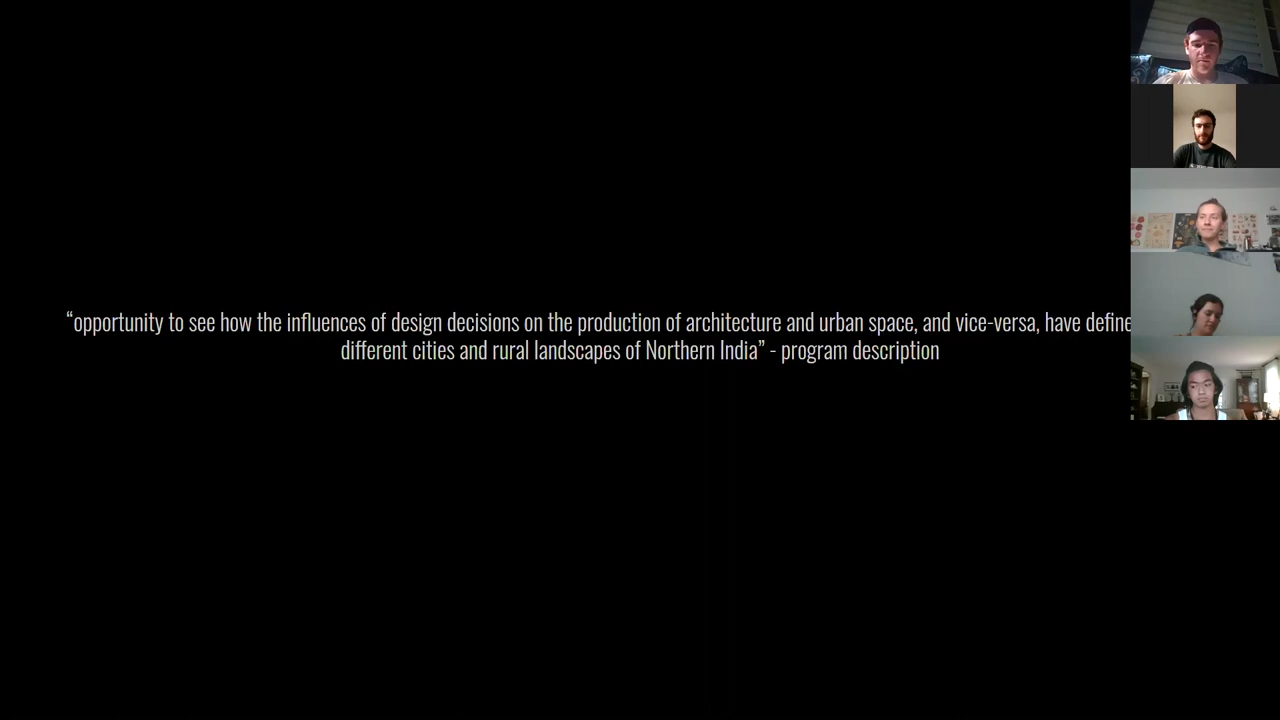 “opportunity to see how the influences of design decisions on the production of architecture and urban space, and vice-versa, have define
different cities and rural landscapes of Northern India” - program description